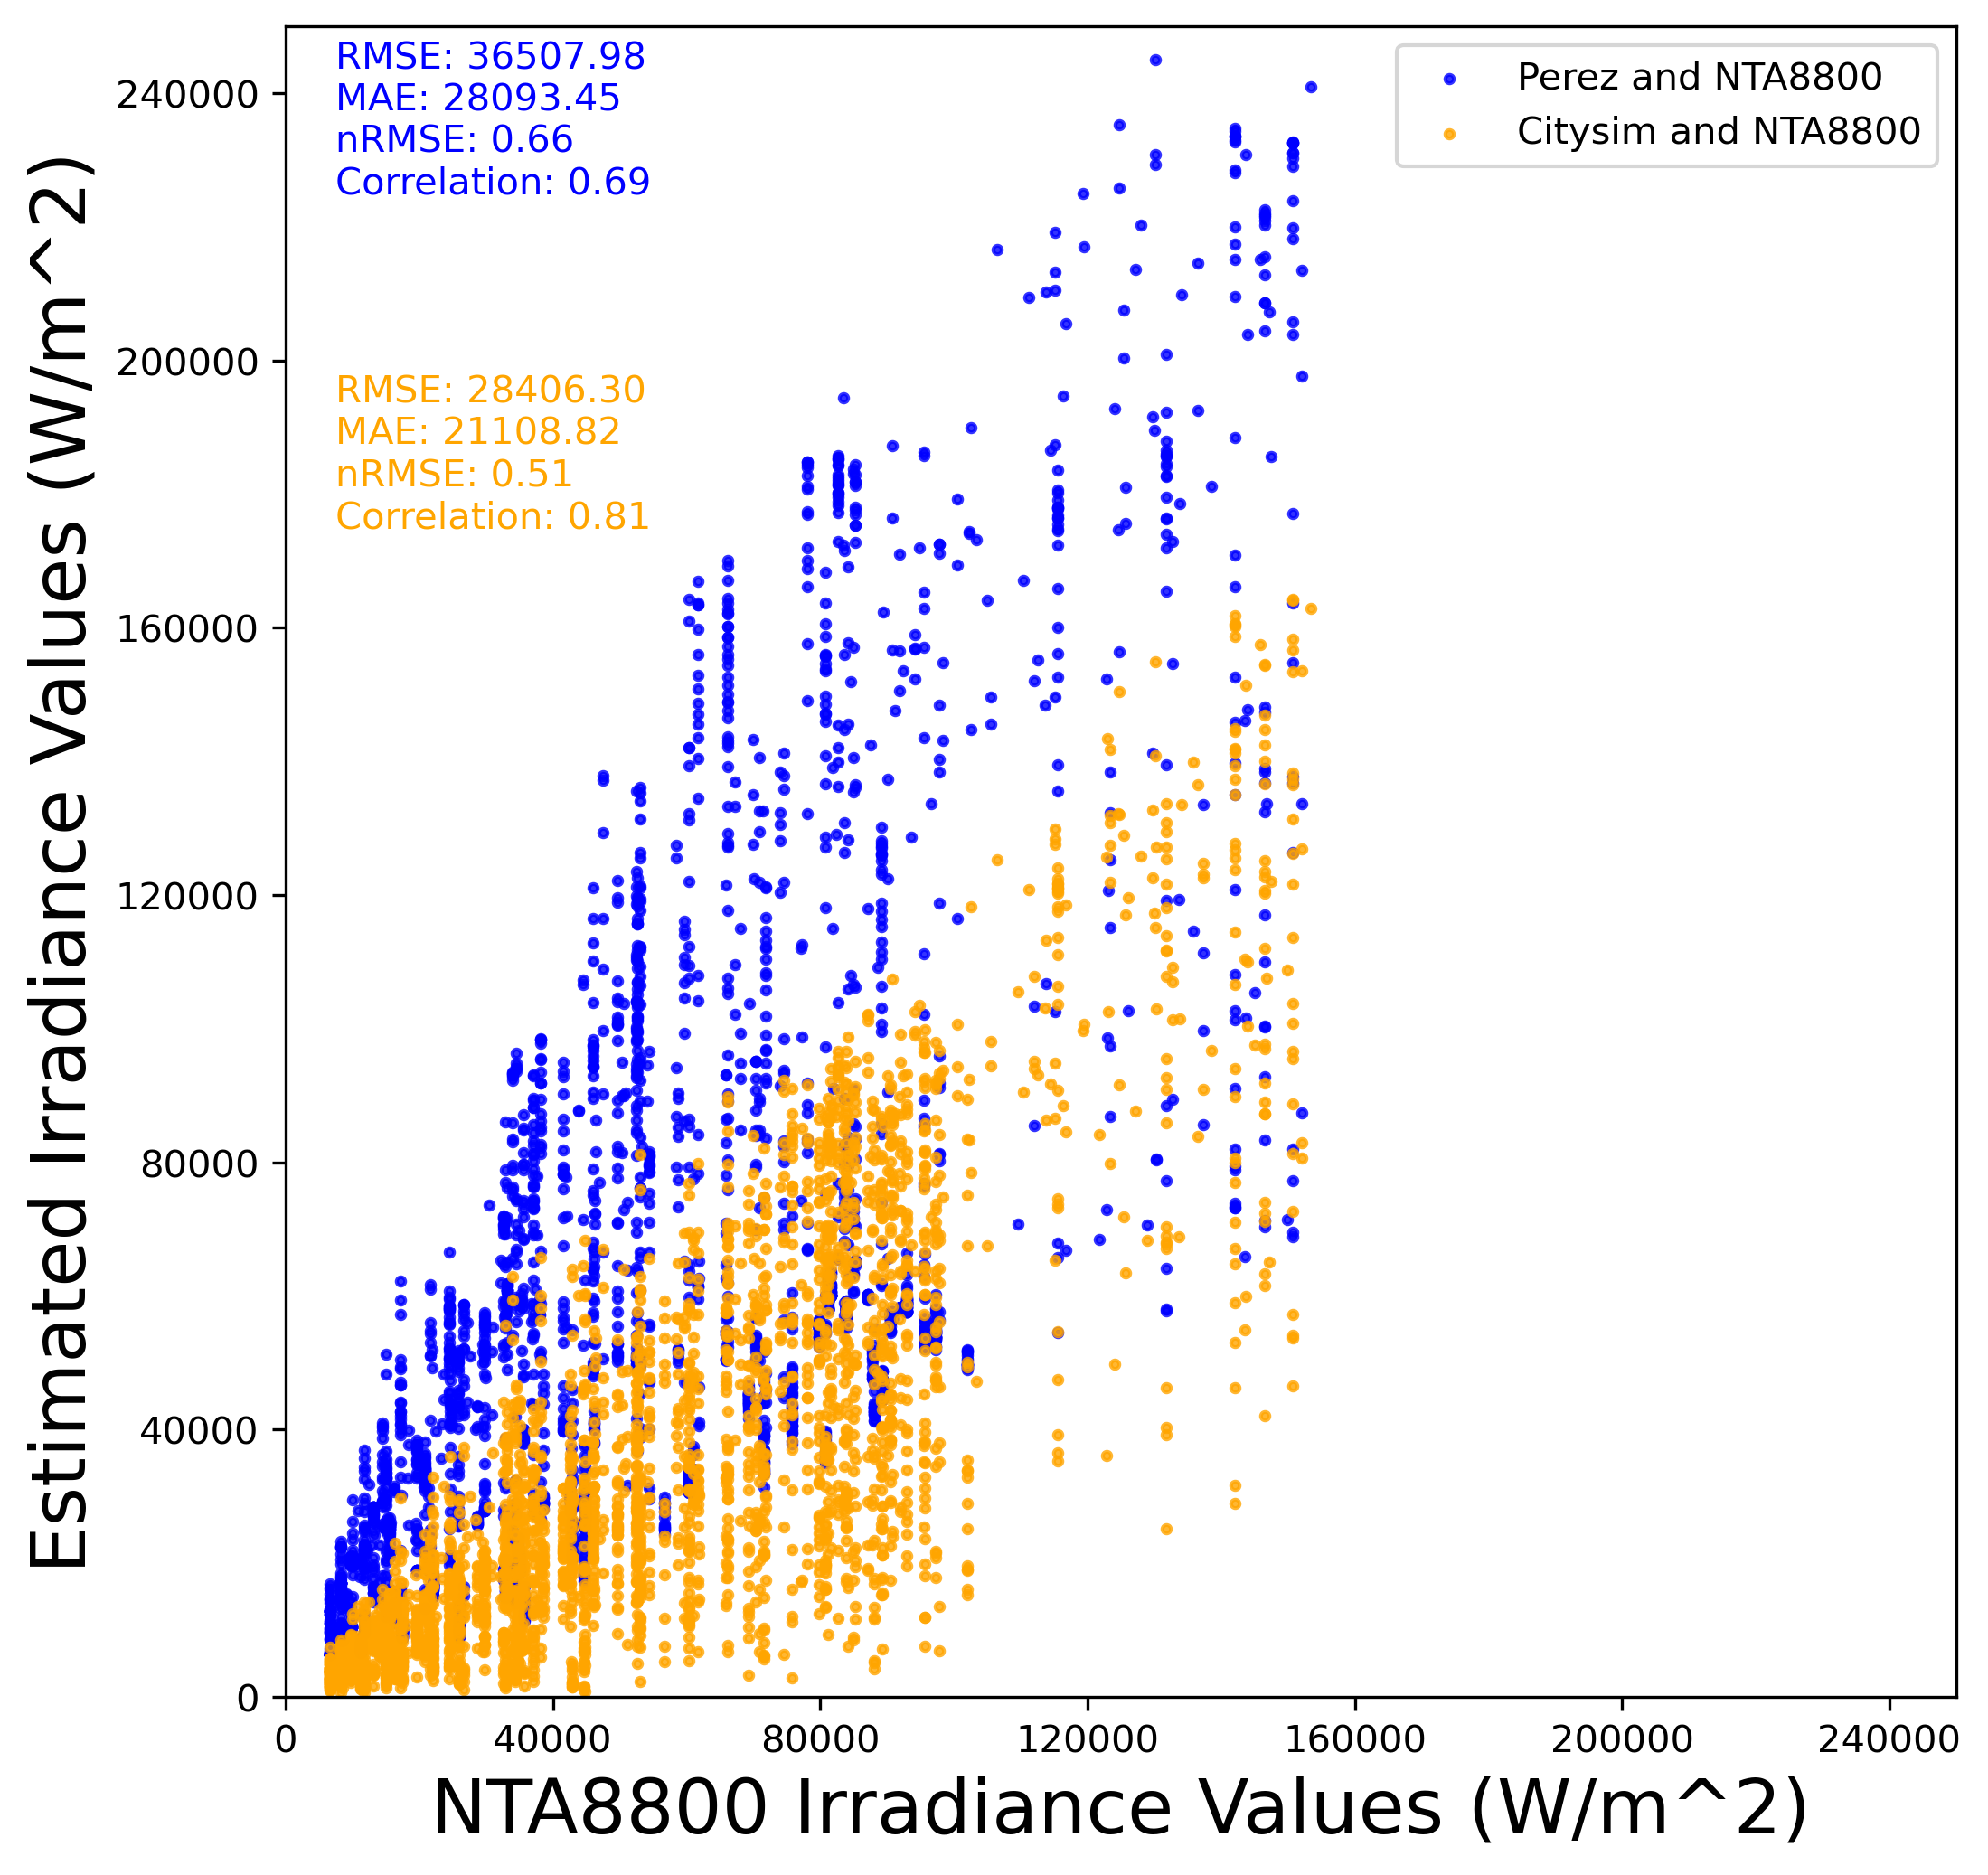 RMSE: 36507.98
MAE: 28093.45
nRMSE: 0.66
Correlation: 0.69
RMSE: 28406.30
MAE: 21108.82
nRMSE: 0.51
Correlation: 0.81
Perez and NTA8800
Citysim and NTA8800
Estimated Irradiance Values (W/m^2)
240000
200000
160000
120000
80000
40000
0
0 40000 80000 120000 160000 200000 240000
NTA8800 Irradiance Values (W/m^2)